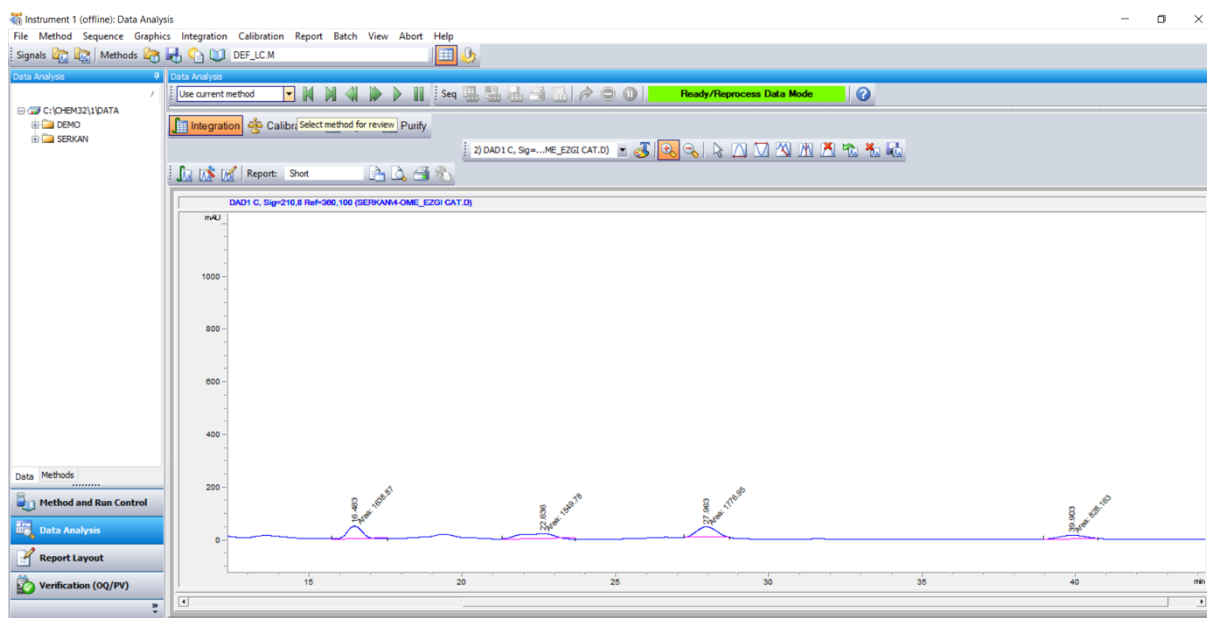 Instrument 1 (offline): Data Analysis
File Method Sequence Graphics Integration Calibration Report Batch View Abort Help
Signals Methods DEF_LC.M
Data Analysis
Data Analysis
Use current method Seq Ready/Reprocess Data Mode
C:\CHEM32\1\DATA
DEMO
SERKAN
Integration Calibra Select method for review Purify
2) DAD1 C, Sig=...ME_EZGI CAT.D)
Report: Short
DAD1 C, Sig=210,8 Ref=360,100 (SERKAN\4-OME_EZGI CAT.D)
mAU
1000
800
600
400
200
0
16.483
Area: 1638.87
22.636
Area: 1549.78
27.963
Area: 1776.95
39.903
Area: 828.163
15 20 25 30 35 40 min
Data Methods
Method and Run Control
Data Analysis
Report Layout
Verification (OQ/PV)